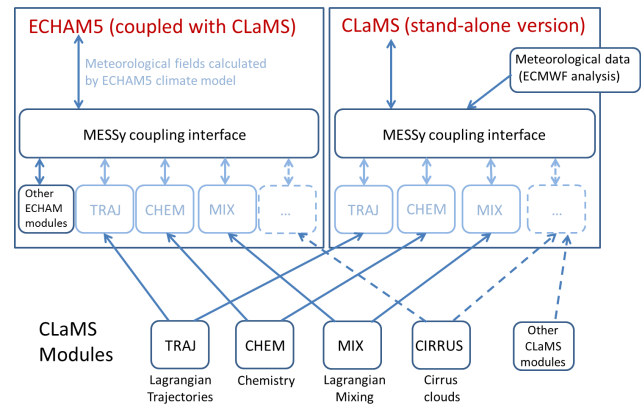 ECHAM5 (coupled with CLaMS)
Meteorological fields calculated
by ECHAM5 climate model
MESSy coupling interface
Other
ECHAM
modules
TRAJ
CHEM
MIX
...
CLaMS (stand-alone version)
Meteorological data
(ECMWF analysis)
MESSy coupling interface
TRAJ
CHEM
MIX
...
CLaMS
Modules
TRAJ
Lagrangian
Trajectories
CHEM
Chemistry
MIX
Lagrangian
Mixing
CIRRUS
Cirrus
clouds
Other
CLaMS
modules